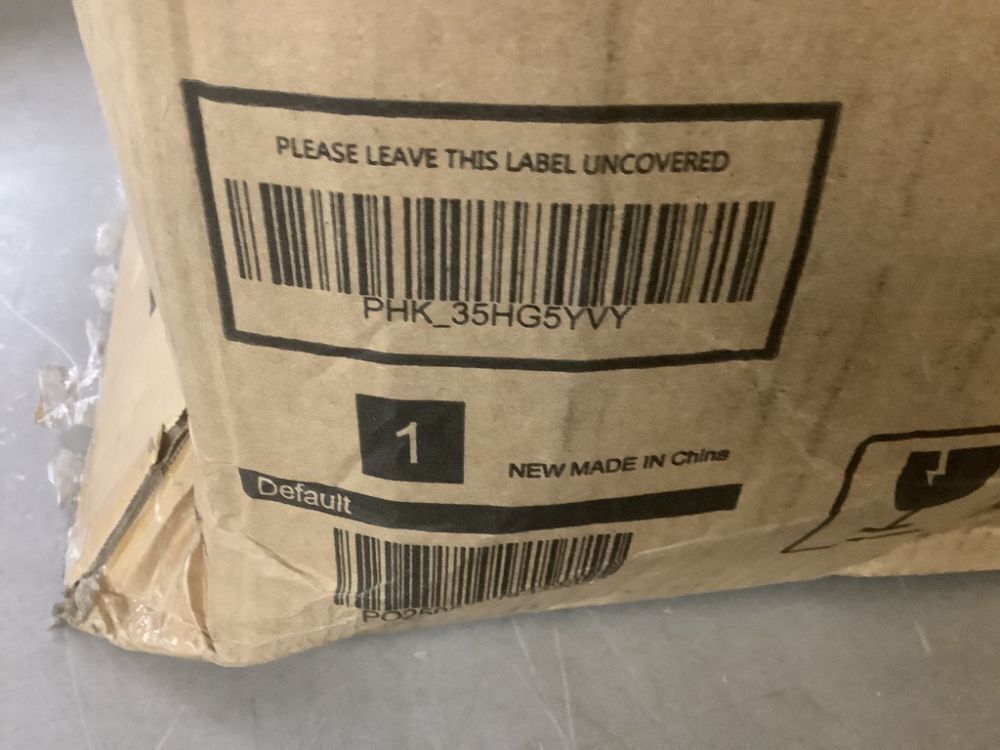 PLEASE LEAVE THIS LABEL UNCOVERED
PHK_35HG5YVY
1
NEW MADE IN China
Default